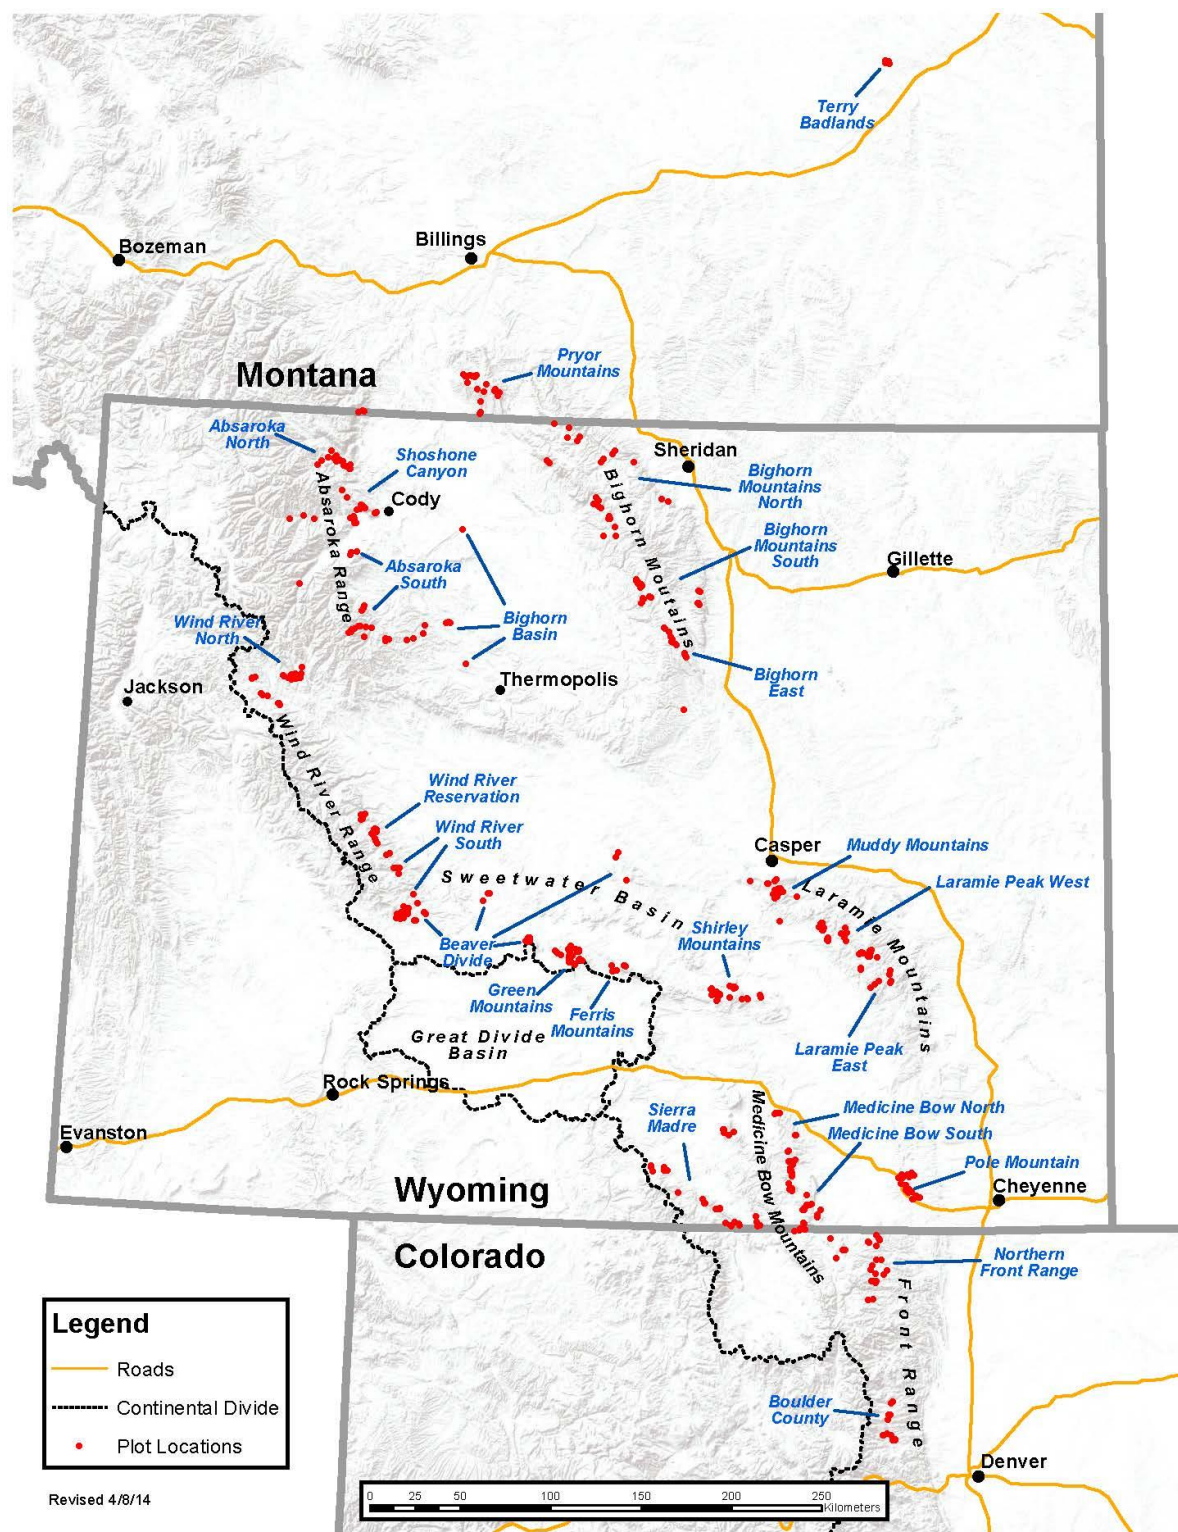 Terry
Badlands
Bozeman
Billings
Pryor
Mountains
Montana
Absaroka
North
Shoshone
Canyon
Sheridan
Bighorn
Mountains
North
Absaroka Range
Cody
Bighorn Moutains
Bighorn
Mountains
South
Gillette
Absaroka
South
Wind River
North
Bighorn
Basin
Bighorn
East
Jackson
Thermopolis
Wind River Range
Wind River
Reservation
Wind River
South
Casper
Muddy Mountains
Sweetwater Basin
Laramie Mountains
Laramie Peak West
Shirley
Mountains
Beaver
Divide
Green
Mountains
Ferris
Mountains
Great Divide
Basin
Laramie Peak
East
Rock Springs
Evanston
Sierra
Madre
Medicine Bow Mountains
Medicine Bow North
Medicine Bow South
Pole Mountain
Cheyenne
Wyoming
Colorado
Northern
Front Range
Front Range
Boulder
County
Denver
Legend
Roads
Continental Divide
Plot Locations
Revised 4/8/14
0 25 50 100 150 200 250
Kilometers